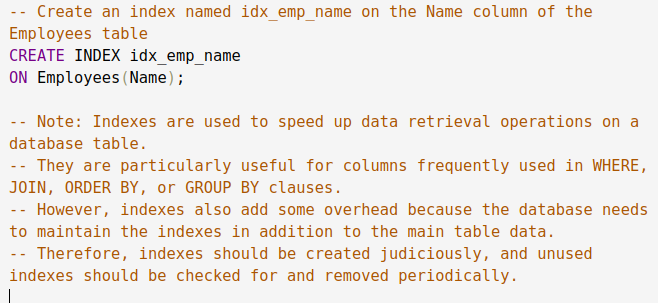 -- Create an index named idx_emp_name on the Name column of the
Employees table
CREATE INDEX idx_emp_name
ON Employees(Name);
-- Note: Indexes are used to speed up data retrieval operations on a
database table.
-- They are particularly useful for columns frequently used in WHERE,
JOIN, ORDER BY, or GROUP BY clauses.
-- However, indexes also add some overhead because the database needs
to maintain the indexes in addition to the main table data.
-- Therefore, indexes should be created judiciously, and unused
indexes should be checked for and removed periodically.